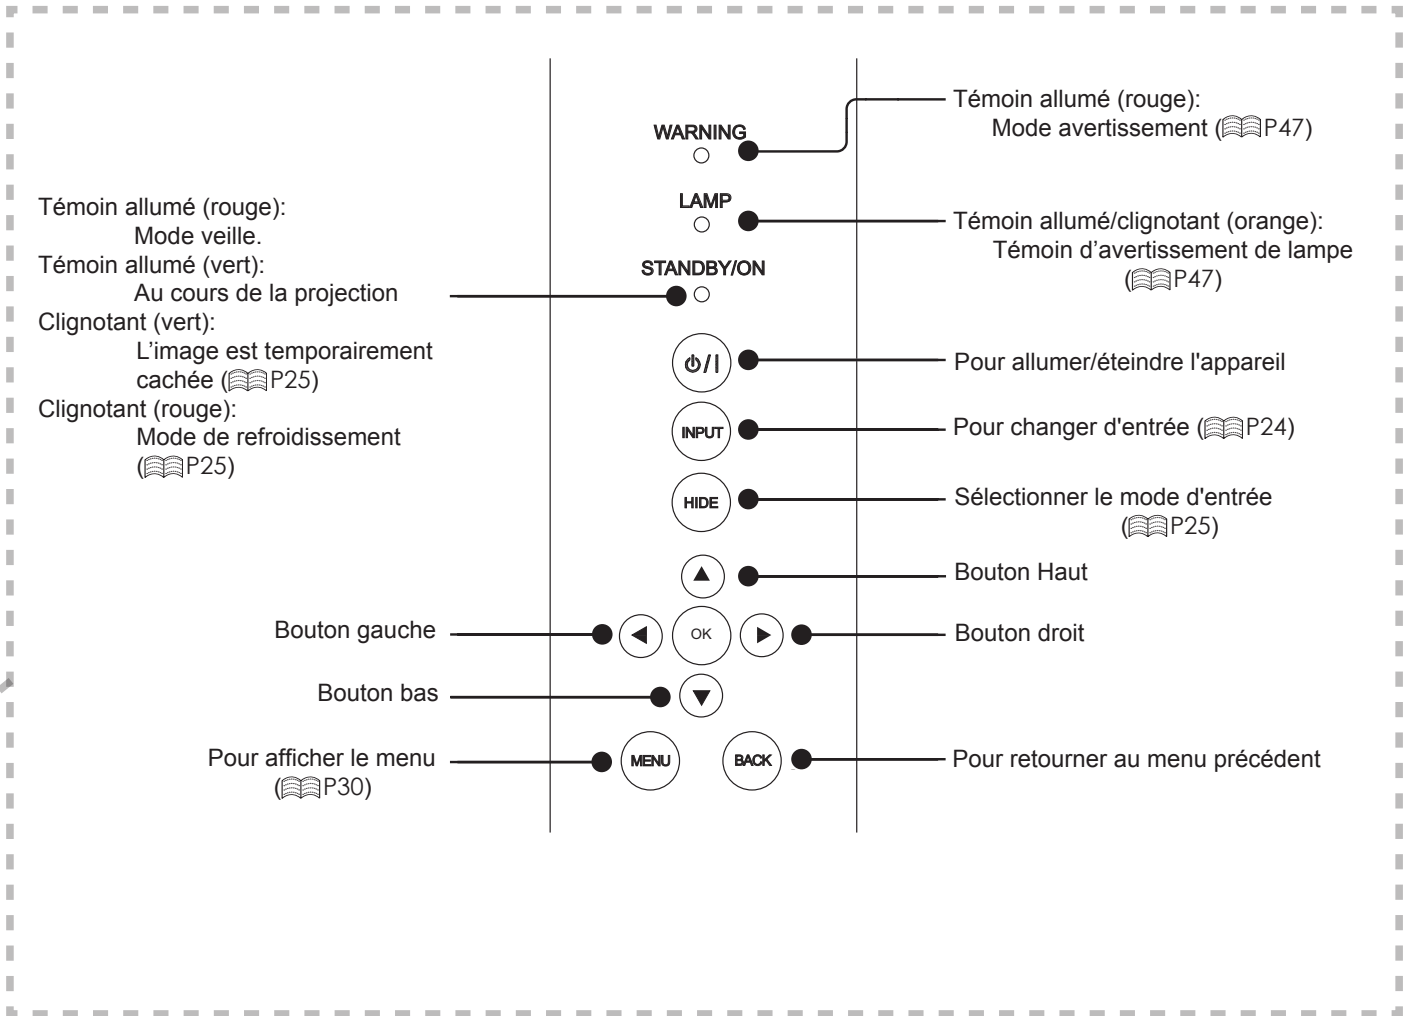 WARNING
Témoin allumé (rouge):
Mode avertissement (P47)
LAMP
Témoin allumé/clignotant (orange):
Témoin d’avertissement de lampe
(P47)
STANDBY/ON
Témoin allumé (rouge):
Mode veille.
Témoin allumé (vert):
Au cours de la projection
Clignotant (vert):
L’image est temporairement
cachée (P25)
Clignotant (rouge):
Mode de refroidissement
(P25)
Pour allumer/éteindre l'appareil
INPUT
Pour changer d'entrée (P24)
HIDE
Sélectionner le mode d'entrée
(P25)
Bouton Haut
Bouton gauche
OK
Bouton droit
Bouton bas
Pour afficher le menu
(P30)
MENU
BACK
Pour retourner au menu précédent